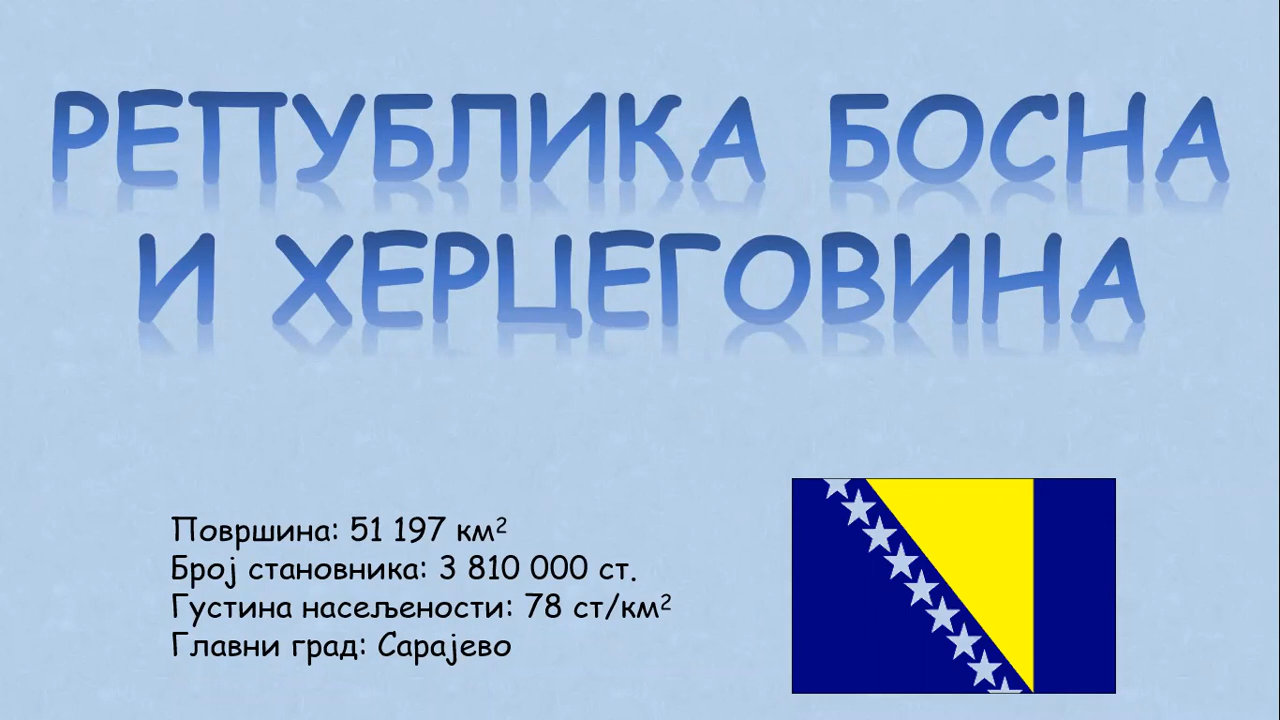 РЕПУБЛИКА БОСНА
И ХЕРЦЕГОВИНА
Површина: 51 197 км²
Број становника: 3 810 000 ст.
Густина насељености: 78 ст/км²
Главни град: Сарајево